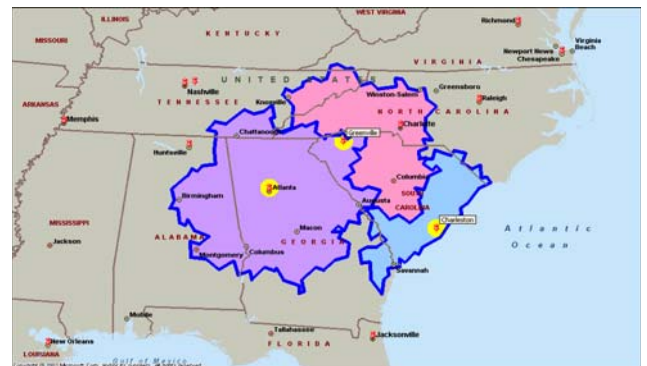 WEST VIRGINIA
ILLINOIS
Richmond
KENTUCKY
MISSOURI
Virginia
Beach
Newport News
Chesapeake
VIRGINIA
UNITED STATES
Nashville
Knoxville
Greensboro
Winston-Salem
Raleigh
TENNESSEE
ARKANSAS
NORTH CAROLINA
Memphis
Charlotte
Chattanooga
Greenville
Huntsville
Columbia
Atlanta
SOUTH
CAROLINA
Birmingham
Augusta
Charleston
MISSISSIPPI
Macon
Atlantic
ALABAMA
GEORGIA
Jackson
Columbus
Ocean
Montgomery
Savannah
Mobile
Tallahassee
Jacksonville
New Orleans
FLORIDA
LOUISIANA
Gulf of Mexico